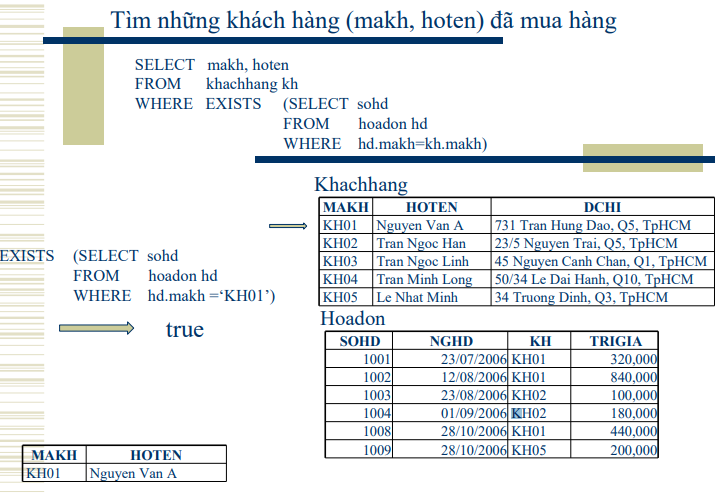 Tìm những khách hàng (makh, hoten) đã mua hàng
SELECT makh, hoten
FROM khachhang kh
WHERE EXISTS (SELECT sohd
FROM hoadon hd
WHERE hd.makh=kh.makh)
Khachhang
MAKH HOTEN DCHI
KH01 Nguyen Van A 731 Tran Hung Dao, Q5, TpHCM
KH02 Tran Ngoc Han 23/5 Nguyen Trai, Q5, TpHCM
KH03 Tran Ngoc Linh 45 Nguyen Canh Chan, Q1, TpHCM
KH04 Tran Minh Long 50/34 Le Dai Hanh, Q10, TpHCM
KH05 Le Nhat Minh 34 Truong Dinh, Q3, TpHCM
EXISTS (SELECT sohd
FROM hoadon hd
WHERE hd.makh =‘KH01’)
true
Hoadon
SOHD NGHD KH TRIGIA
1001 23/07/2006 KH01 320,000
1002 12/08/2006 KH01 840,000
1003 23/08/2006 KH02 100,000
1004 01/09/2006 KH02 180,000
1008 28/10/2006 KH01 440,000
1009 28/10/2006 KH05 200,000
MAKH HOTEN
KH01 Nguyen Van A